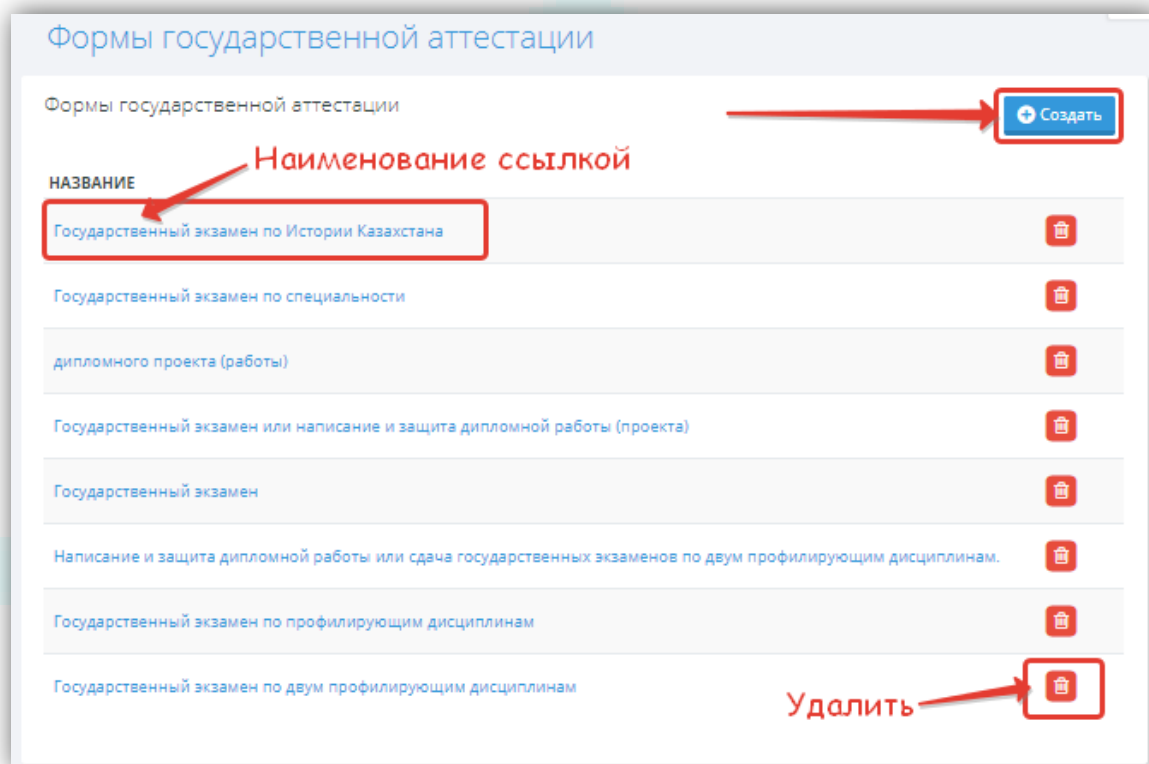 Формы государственной аттестации
Формы государственной аттестации
Создать
Наименование ссылкой
НАЗВАНИЕ
Государственный экзамен по Истории Казахстана
Государственный экзамен по специальности
дипломного проекта (работы)
Государственный экзамен или написание и защита дипломной работы (проекта)
Государственный экзамен
Написание и защита дипломной работы или сдача государственных экзаменов по двум профилирующим дисциплинам.
Государственный экзамен по профилирующим дисциплинам
Государственный экзамен по двум профилирующим дисциплинам
Удалить